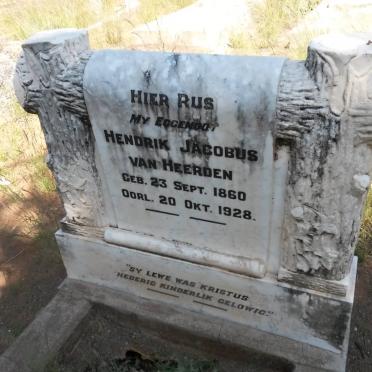 HIER RUS
MY EGGENOOT
HENDRIK JACOBUS
VAN HEERDEN
GEB. 23 SEPT. 1860
OORL. 20 OKT. 1928.
"SY LEWE WAS KRISTUS
NEDERIG KINDERLIK GELOWIG."